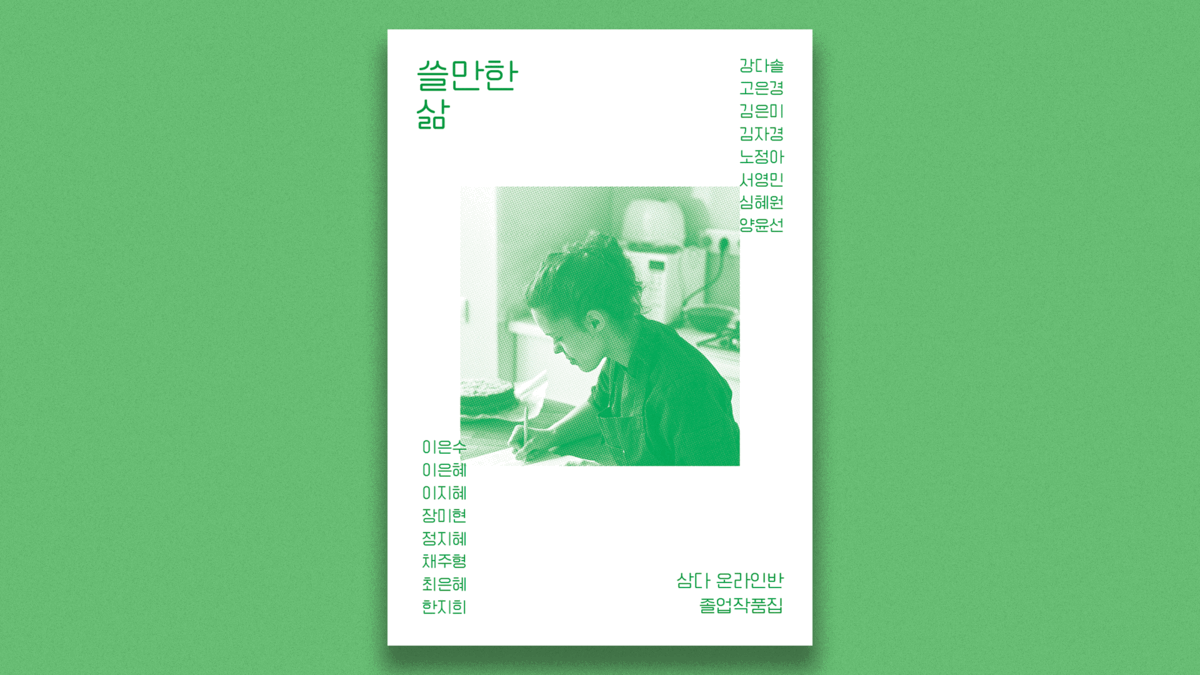 쓸만한
삶
강다솔
고은경
김은미
김자경
노정아
서영민
심혜원
양윤선
이은수
이은혜
이지혜
장미현
정지혜
채주형
최은혜
한지희
삼다 온라인반
졸업작품집